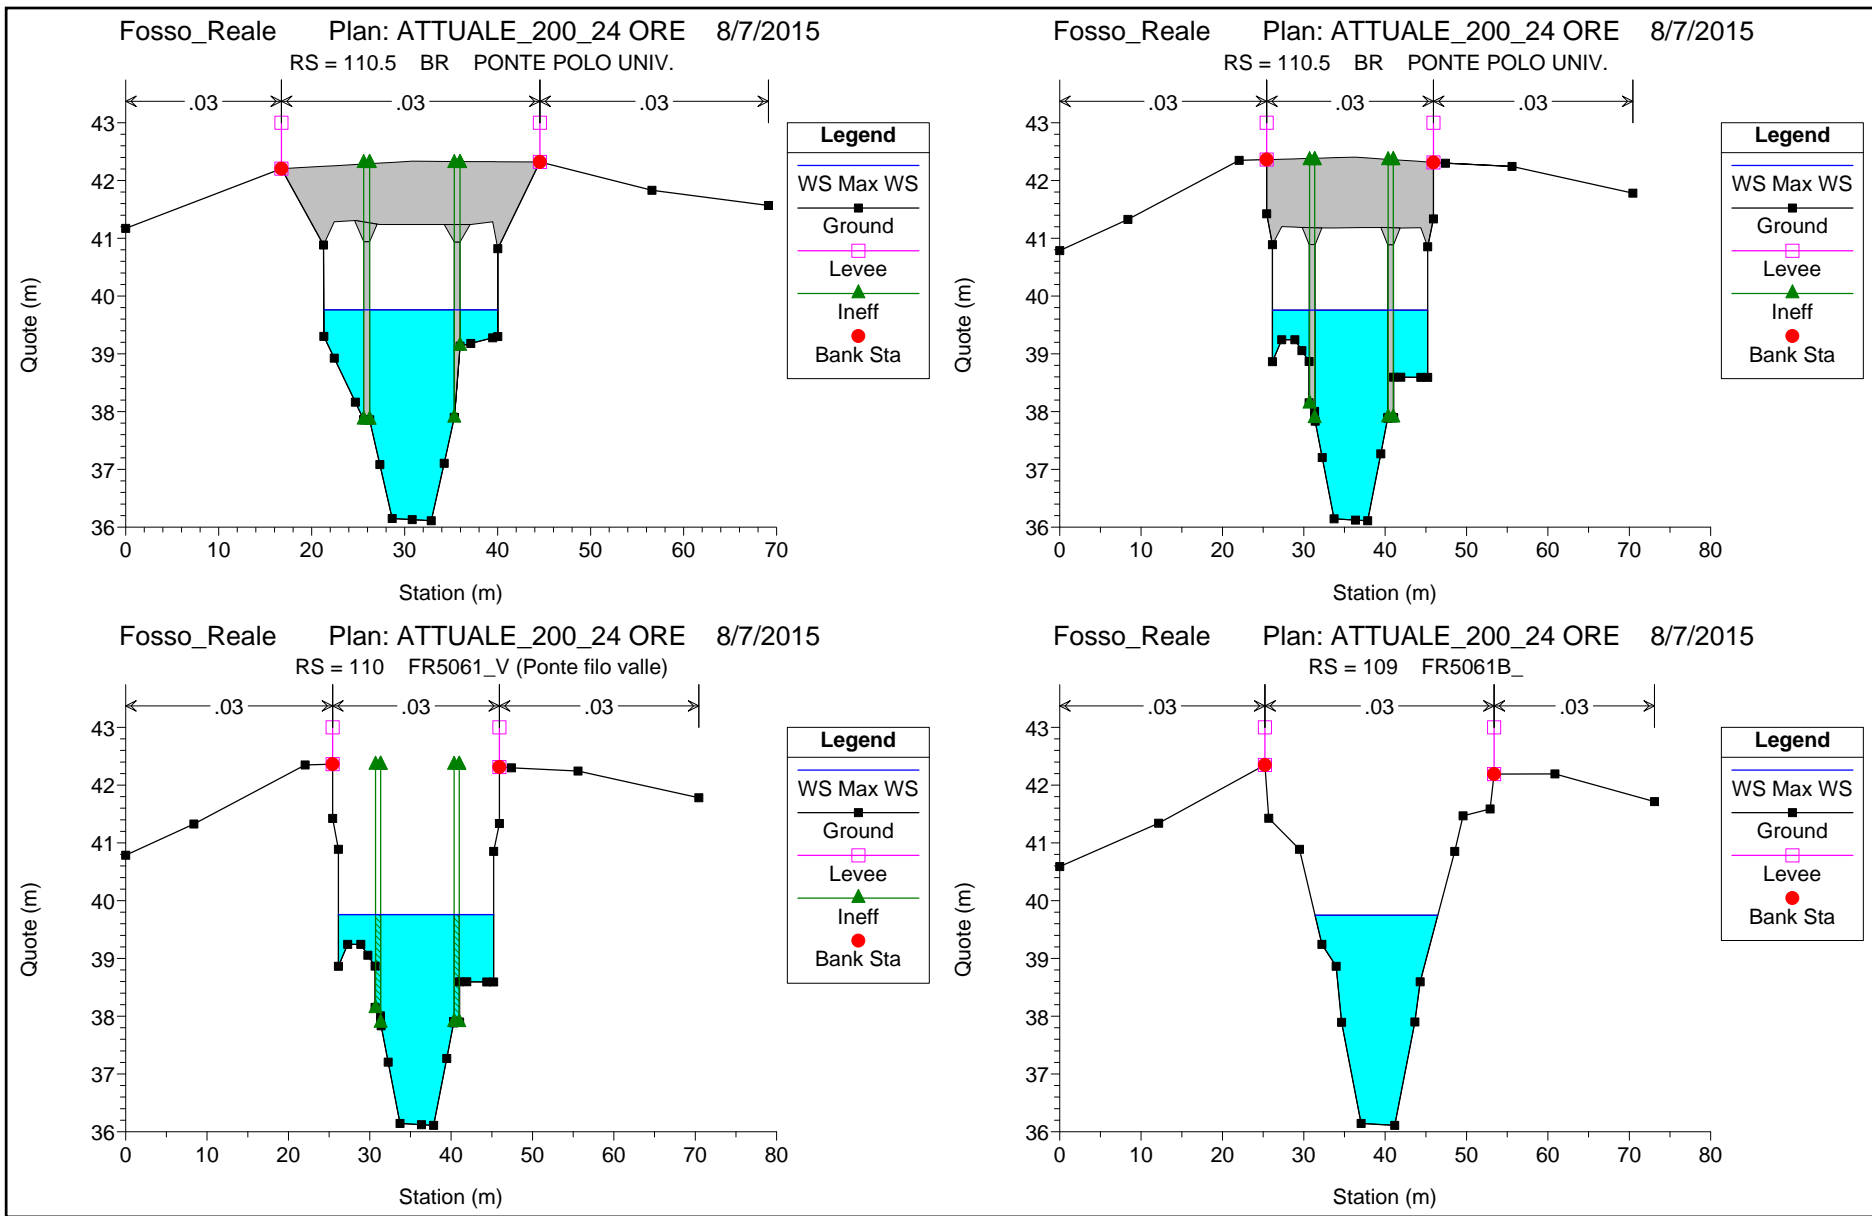 Fosso_Reale Plan: ATTUALE_200_24 ORE 8/7/2015
RS = 110.5 BR PONTE POLO UNIV.
.03 .03 .03
43
42
41
40
39
38
37
36
Quote (m)
0 10 20 30 40 50 60 70
Station (m)
Legend
WS Max WS
Ground
Levee
Ineff
Bank Sta
Fosso_Reale Plan: ATTUALE_200_24 ORE 8/7/2015
RS = 110.5 BR PONTE POLO UNIV.
.03 .03 .03
43
42
41
40
39
38
37
36
Quote (m)
0 10 20 30 40 50 60 70 80
Station (m)
Legend
WS Max WS
Ground
Levee
Ineff
Bank Sta
Fosso_Reale Plan: ATTUALE_200_24 ORE 8/7/2015
RS = 110 FR5061_V (Ponte filo valle)
.03 .03 .03
43
42
41
40
39
38
37
36
Quote (m)
0 10 20 30 40 50 60 70 80
Station (m)
Legend
WS Max WS
Ground
Levee
Ineff
Bank Sta
Fosso_Reale Plan: ATTUALE_200_24 ORE 8/7/2015
RS = 109 FR5061B_
.03 .03 .03
43
42
41
40
39
38
37
36
Quote (m)
0 10 20 30 40 50 60 70 80
Station (m)
Legend
WS Max WS
Ground
Levee
Bank Sta